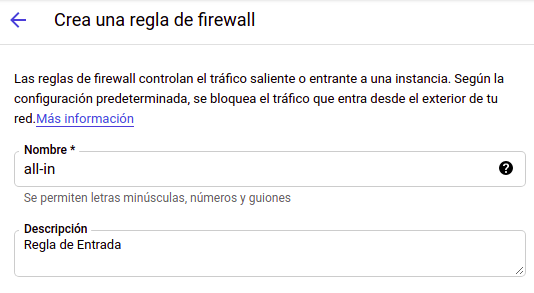 Crea una regla de firewall
Las reglas de firewall controlan el tráfico saliente o entrante a una instancia. Según la
configuración predeterminada, se bloquea el tráfico que entra desde el exterior de tu
red.Más información
Nombre *
all-in
?
Se permiten letras minúsculas, números y guiones
Descripción
Regla de Entrada